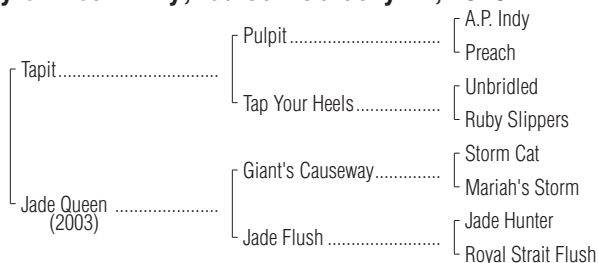 A.P. Indy
Pulpit
Preach
Tapit
Unbridled
Tap Your Heels
Ruby Slippers
Storm Cat
Giant's Causeway
Mariah's Storm
Jade Queen
(2003)
Jade Hunter
Jade Flush
Royal Strait Flush